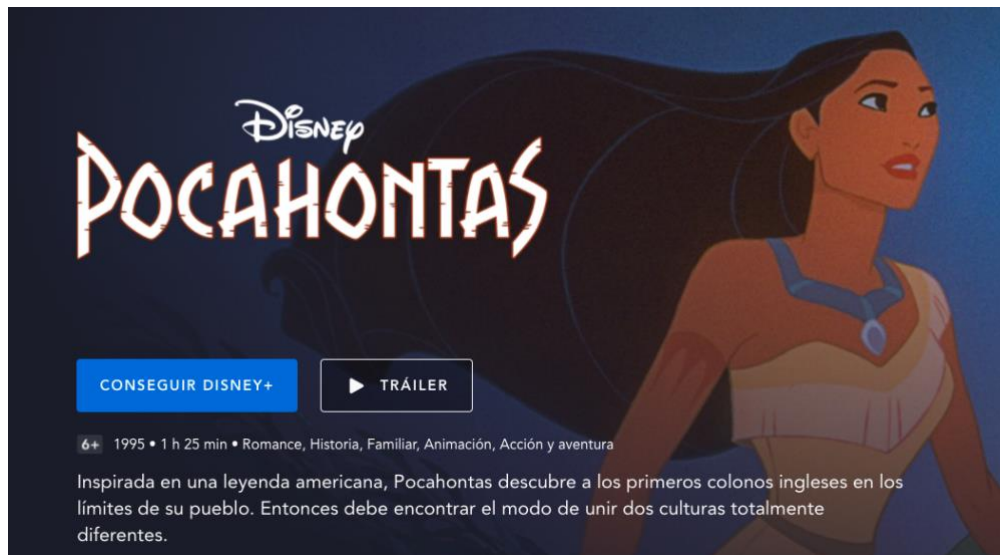 Disney
POCAHONTAS
CONSEGUIR DISNEY+
TRÁILER
6+ 1995 • 1 h 25 min • Romance, Historia, Familiar, Animación, Acción y aventura
Inspirada en una leyenda americana, Pocahontas descubre a los primeros colonos ingleses en los
límites de su pueblo. Entonces debe encontrar el modo de unir dos culturas totalmente
diferentes.